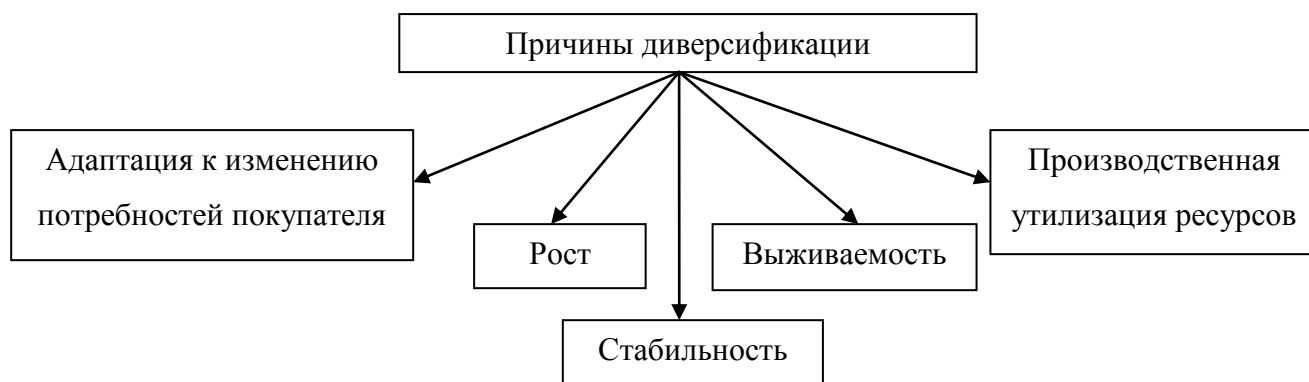 Причины диверсификации
Адаптация к изменению
потребностей покупателя
Рост
Стабильность
Выживаемость
Производственная
утилизация ресурсов